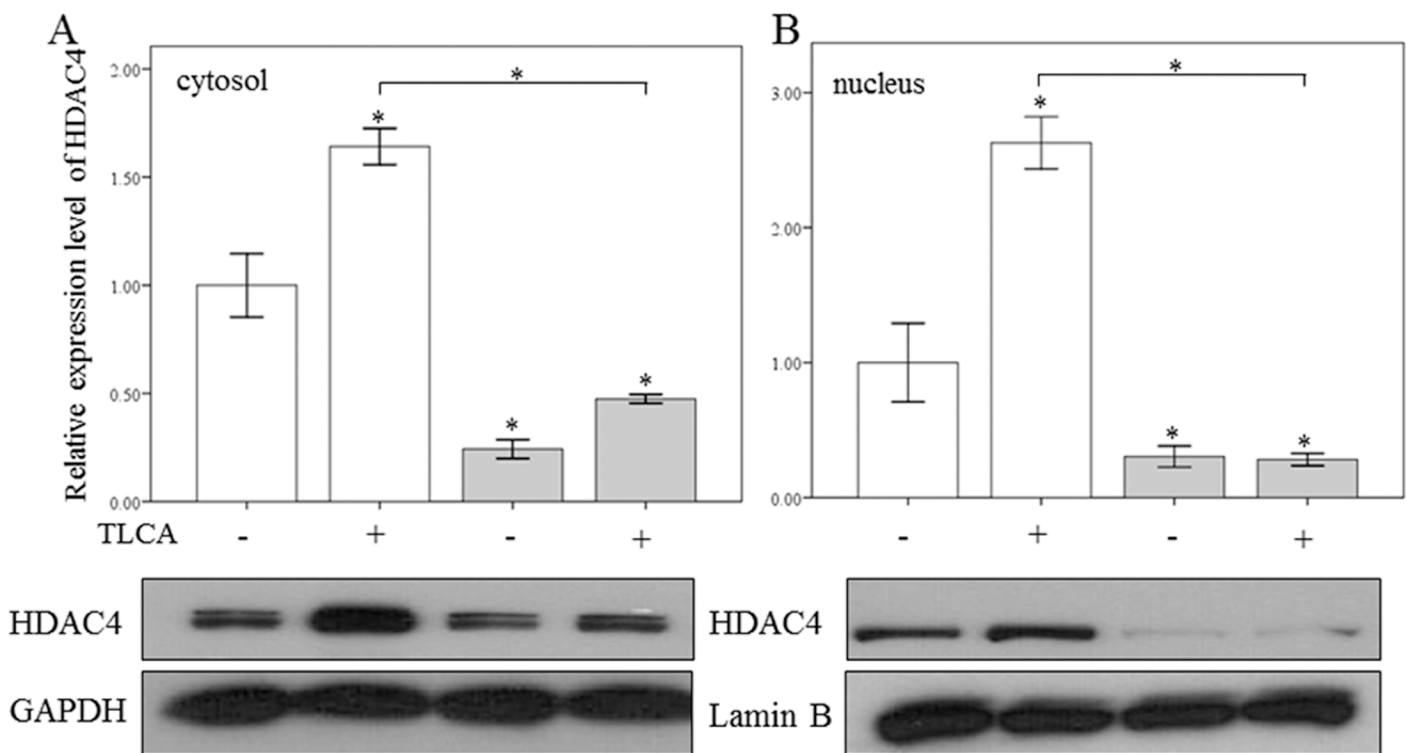 A
B
Relative expression level of HDAC4
cytosol
nucleus
2.00
1.50
1.00
0.50
0.00
3.00
2.00
1.00
0.00
*
*
*
*
*
*
*
*
TLCA - + - +
- + - +
HDAC4
HDAC4
GAPDH
Lamin B